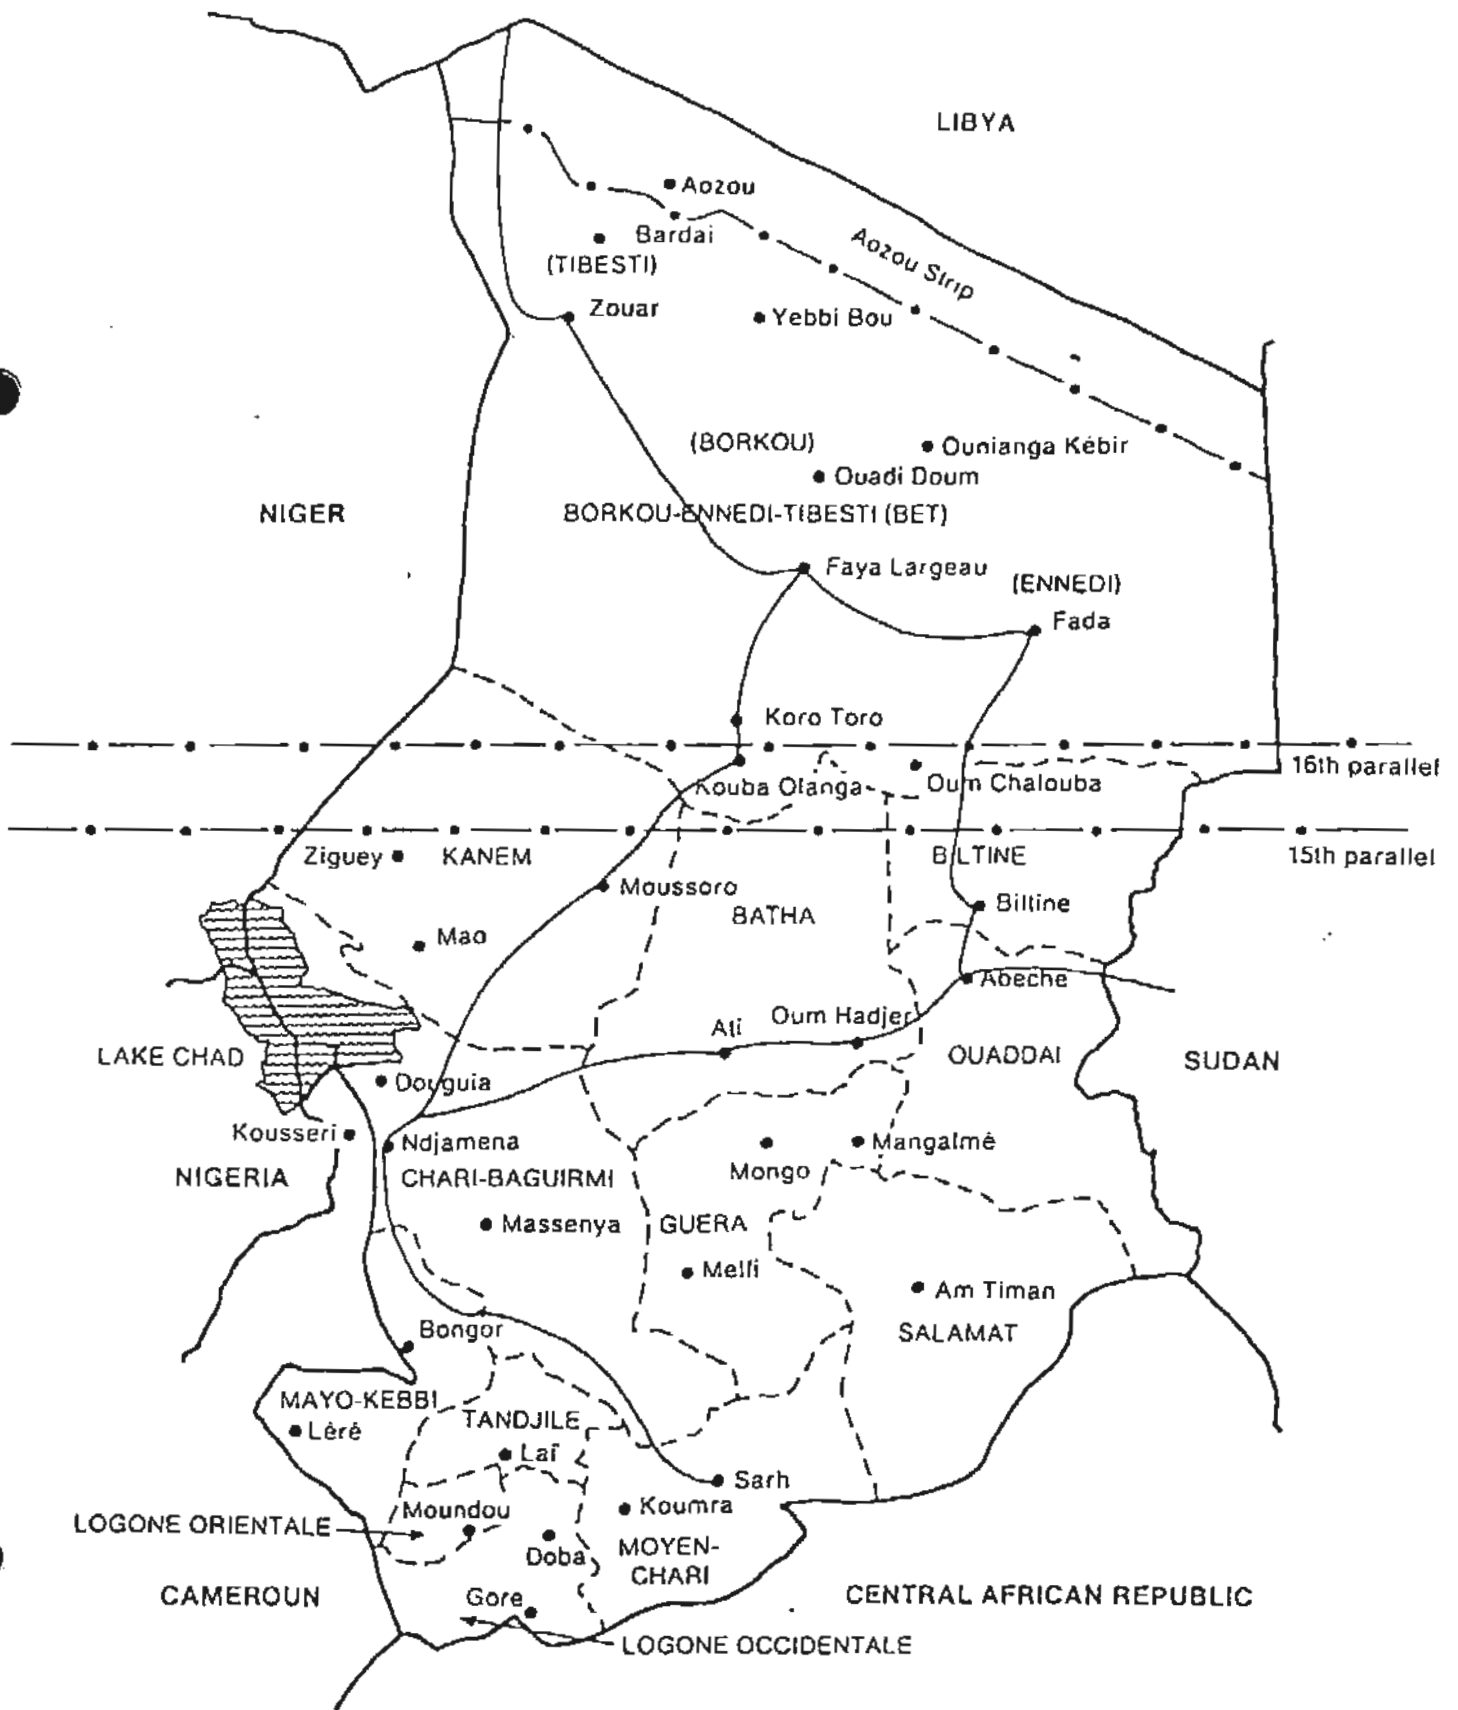 LIBYA
Aozou
Bardai
Aozou Strip
(TIBESTI)
Zouar
Yebbi Bou
(BORKOU)
Ounianga Kébir
Ouadi Doum
NIGER
BORKOU-ENNEDI-TIBESTI (BET)
Faya Largeau
(ENNEDI)
Fada
Koro Toro
16th parallel
Kouba Olanga
Oum Chalouba
Ziguey
KANEM
BILTINE
15th parallel
Moussoro
BATHA
Biltine
Mao
Abeche
Ati
Oum Hadjer
LAKE CHAD
OUADDAI
SUDAN
Douguia
Kousseri
Ndjamena
Mangalmé
Mongo
NIGERIA
CHARI-BAGUIRMI
Massenya
GUERA
Melfi
Am Timan
Bongor
SALAMAT
MAYO-KEBBI
TANDJILE
Léré
Laï
Sarh
Moundou
Koumra
LOGONE ORIENTALE
Doba
MOYEN-
CHARI
CAMEROUN
Gore
CENTRAL AFRICAN REPUBLIC
LOGONE OCCIDENTALE